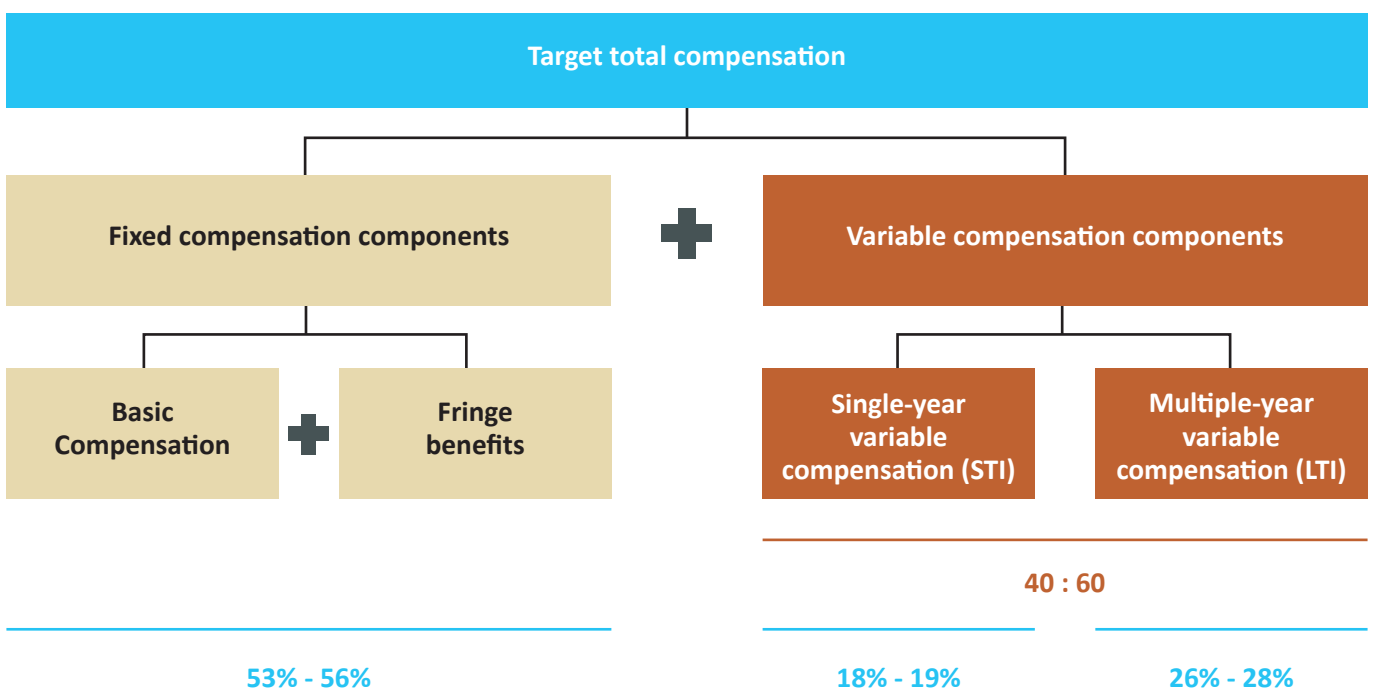 Target total compensation
Fixed compensation components
Variable compensation components
Basic
Compensation
Fringe
benefits
Single-year
variable
compensation (STI)
Multiple-year
variable
compensation (LTI)
40 : 60
53% - 56%
18% - 19%
26% - 28%